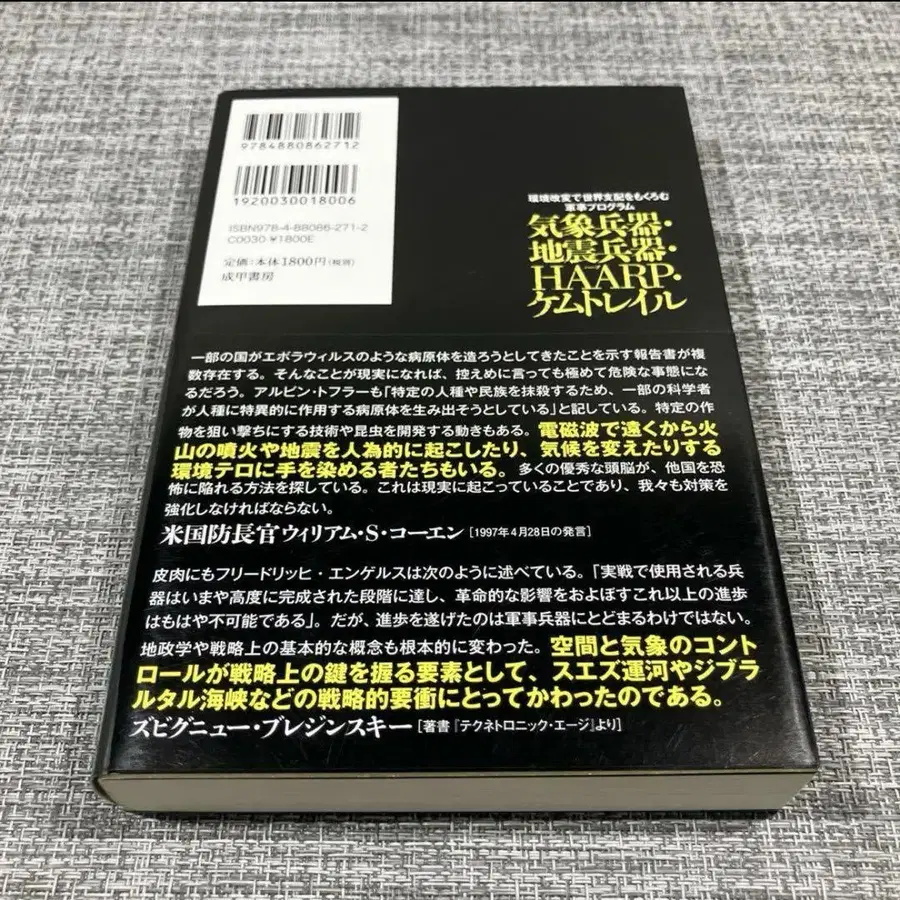 9784880862712
1920030018006
ISBN978-4-88086-271-2
C0030 ¥1800E
定価:本体1800円(税別)
成甲書房
環境改変で世界支配をもくろむ
軍事プログラム
気象兵器・
地震兵器・
HAARP・
ケムトレイル
一部の国がエボラウィルスのような病原体を造ろうとしてきたことを示す報告書が複
数存在する。そんなことが現実になれば、控えめに言っても極めて危険な事態にな
るだろう。アルビン・トフラーも「特定の人種や民族を抹殺するため、一部の科学者
が人種に特異的に作用する病原体を生み出そうとしている」と記している。特定の作
物を狙い撃ちにする技術や昆虫を開発する動きもある。電磁波で遠くから火
山の噴火や地震を人為的に起こしたり、気候を変えたりする
環境テロに手を染める者たちもいる。多くの優秀な頭脳が、他国を恐
怖に陥れる方法を探している。これは現実に起こっていることであり、我々も対策を
強化しなければならない。
米国防長官ウィリアム・S・コーエン[1997年4月28日の発言]
皮肉にもフリードリッヒ・エンゲルスは次のように述べている。「実戦で使用される兵
器はいまや高度に完成された段階に達し、革命的な影響をおよぼすこれ以上の進歩
はもはや不可能である」。だが、進歩を遂げたのは軍事兵器にとどまるわけではない。
地政学や戦略上の基本的な概念も根本的に変わった。空間と気象のコント
ロールが戦略上の鍵を握る要素として、スエズ運河やジブラ
ルタル海峡などの戦略的要衝にとってかわったのである。
ズビグニュー・ブレジンスキー[著書『テクネトロニック・エージ』より]